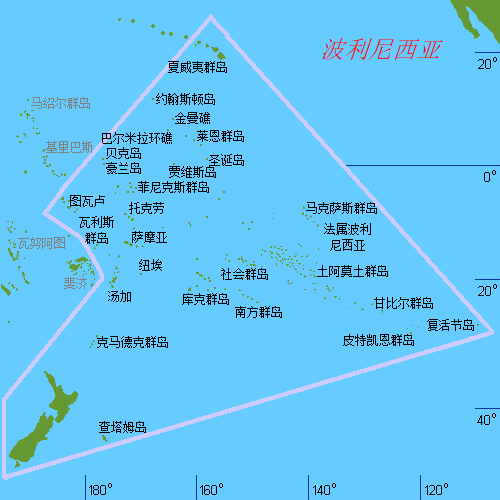 波利尼西亚
20°
夏威夷群岛
马绍尔群岛
约翰斯顿岛
金曼礁
巴尔米拉环礁
莱恩群岛
基里巴斯
贝克岛
圣诞岛
豪兰岛
贾维斯岛
0°
菲尼克斯群岛
图瓦卢
托克劳
马克萨斯群岛
瓦利斯
群岛
法属波利
尼西亚
瓦努阿图
萨摩亚
纽埃
社会群岛
土阿莫土群岛
斐济
汤加
库克群岛
甘比尔群岛
20°
南方群岛
复活节岛
克马德克群岛
皮特凯恩群岛
40°
查塔姆岛
180°
160°
140°
120°